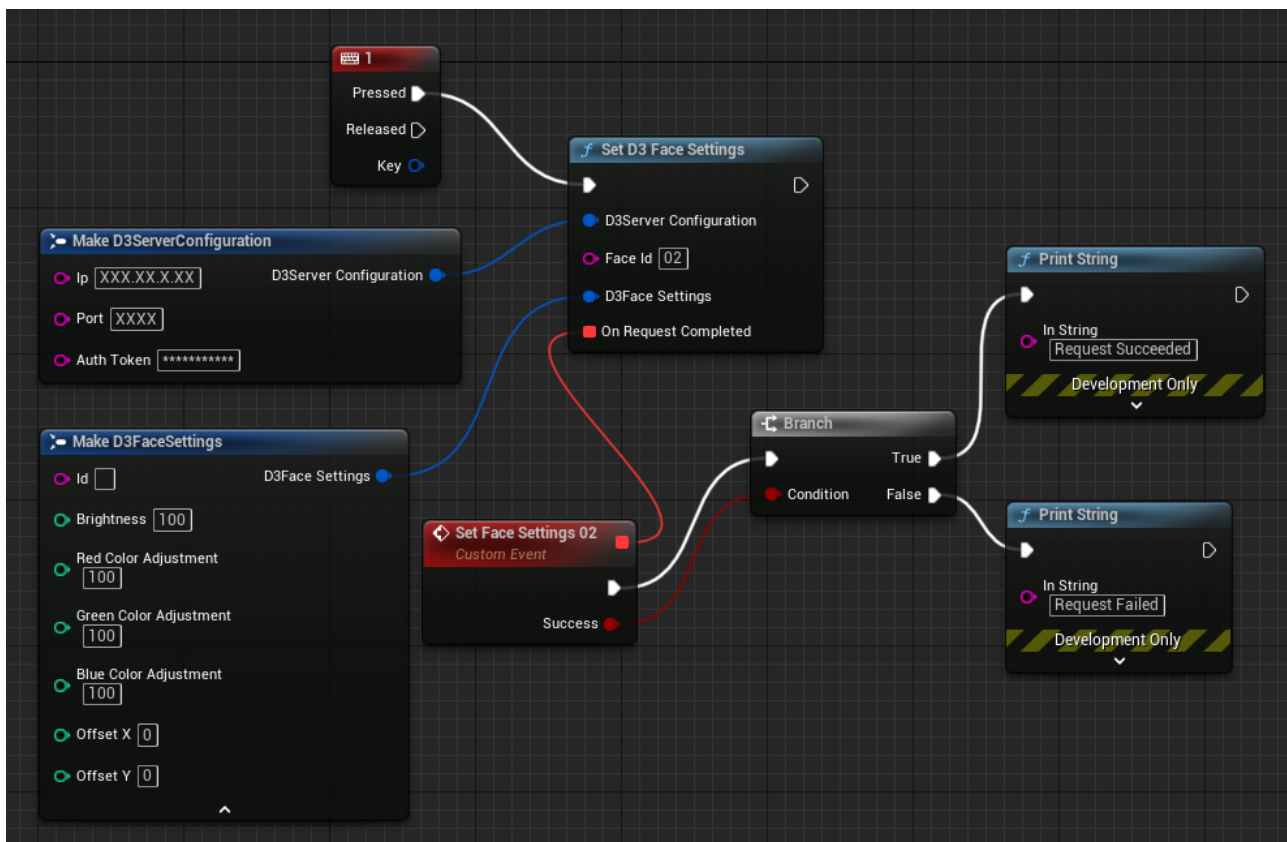 1
Pressed
Released
Key
Set D3 Face Settings
D3Server Configuration
Face Id 02
D3Face Settings
On Request Completed
Make D3ServerConfiguration
Ip XXX.XX.X.XX D3Server Configuration
Port XXXX
Auth Token ***********
Make D3FaceSettings
Id D3Face Settings
Brightness 100
Red Color Adjustment
100
Green Color Adjustment
100
Blue Color Adjustment
100
Offset X 0
Offset Y 0
Set Face Settings 02
Custom Event
Success
Branch
True
Condition False
Print String
In String
Request Succeeded
Development Only
Print String
In String
Request Failed
Development Only